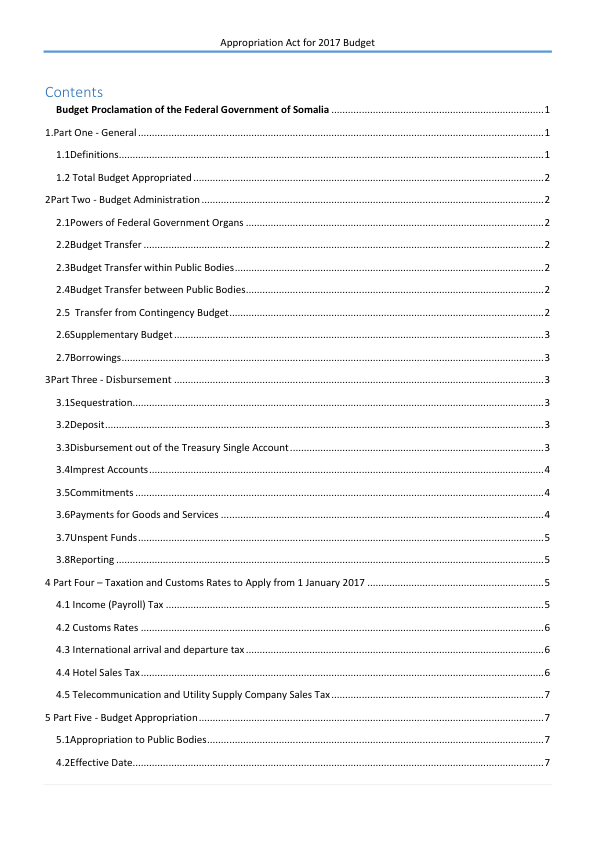 Appropriation Act for 2017 Budget
Contents
Budget Proclamation of the Federal Government of Somalia ........ 1
1.Part One - General ........ 1
1.1Definitions........ 1
1.2 Total Budget Appropriated ........ 2
2Part Two - Budget Administration ........ 2
2.1Powers of Federal Government Organs ........ 2
2.2Budget Transfer ........ 2
2.3Budget Transfer within Public Bodies........ 2
2.4Budget Transfer between Public Bodies........ 2
2.5 Transfer from Contingency Budget........ 2
2.6Supplementary Budget ........ 3
2.7Borrowings........ 3
3Part Three - Disbursement ........ 3
3.1Sequestration........ 3
3.2Deposit........ 3
3.3Disbursement out of the Treasury Single Account ........ 3
3.4Imprest Accounts........ 4
3.5Commitments ........ 4
3.6Payments for Goods and Services ........ 4
3.7Unspent Funds........ 5
3.8Reporting ........ 5
4 Part Four – Taxation and Customs Rates to Apply from 1 January 2017 ........ 5
4.1 Income (Payroll) Tax ........ 5
4.2 Customs Rates ........ 6
4.3 International arrival and departure tax ........ 6
4.4 Hotel Sales Tax........ 6
4.5 Telecommunication and Utility Supply Company Sales Tax........ 7
5 Part Five - Budget Appropriation ........ 7
5.1Appropriation to Public Bodies........ 7
4.2Effective Date........ 7